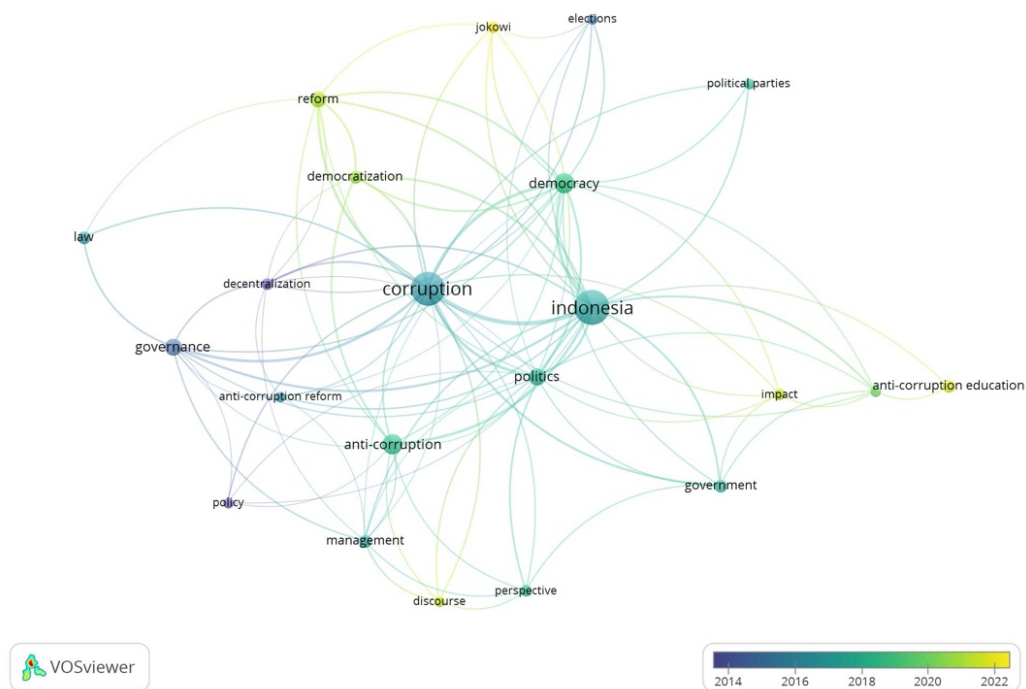 elections
jokowi
political parties
reform
democratization
democracy
law
decentralization
corruption
indonesia
governance
politics
anti-corruption reform
impact
anti-corruption education
anti-corruption
government
policy
management
perspective
discourse
VOSviewer
2014 2016 2018 2020 2022